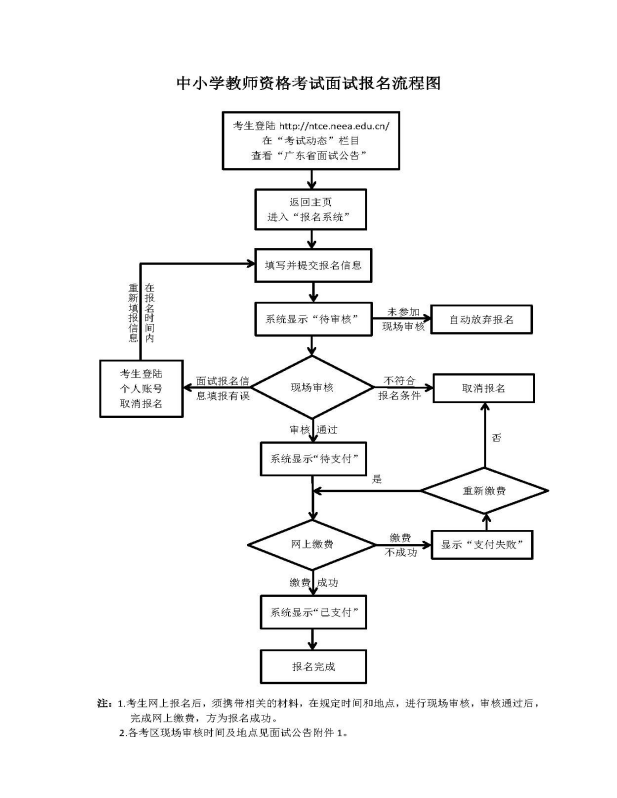 中小学教师资格考试面试报名流程图
考生登陆 http://ntce.neea.edu.cn/
在“考试动态”栏目
查看“广东省面试公告”
返回主页
进入“报名系统”
填写并提交报名信息
在报名时间内
重新填报信息
系统显示“待审核”
未参加
现场审核
自动放弃报名
考生登陆
个人账号
取消报名
面试报名信
息填报有误
现场审核
不符合
报名条件
取消报名
审核 通过
否
系统显示“待支付”
是
重新缴费
网上缴费
缴费
不成功
显示“支付失败”
缴费 成功
系统显示“已支付”
报名完成
注：1.考生网上报名后，须携带相关的材料，在规定时间和地点，进行现场审核，审核通过后，
完成网上缴费，方为报名成功。
2.各考区现场审核时间及地点见面试公告附件 1。